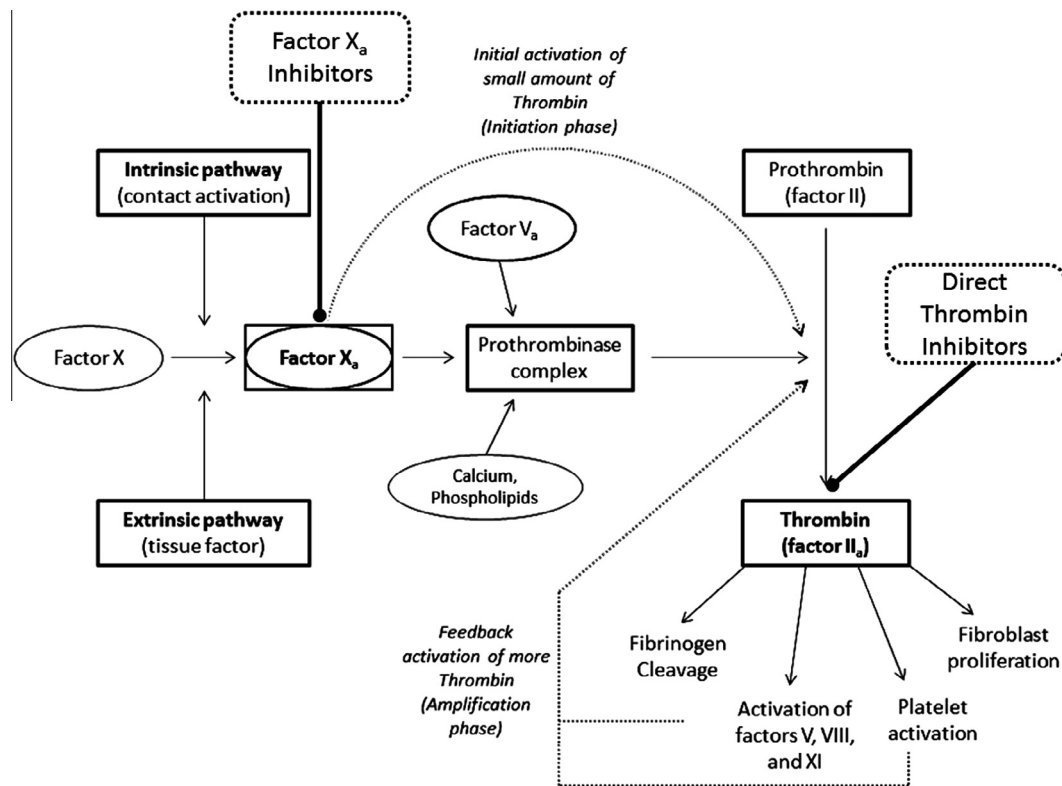 Factor Xa
Inhibitors
Initial activation of
small amount of
Thrombin
(Initiation phase)
Intrinsic pathway
(contact activation)
Prothrombin
(factor II)
Factor Va
Direct
Thrombin
Inhibitors
Factor X
Factor Xa
Prothrombinase
complex
Calcium,
Phospholipids
Extrinsic pathway
(tissue factor)
Thrombin
(factor IIa)
Feedback
activation of more
Thrombin
(Amplification
phase)
Fibrinogen
Cleavage
Activation of
factors V, VIII,
and XI
Platelet
activation
Fibroblast
proliferation